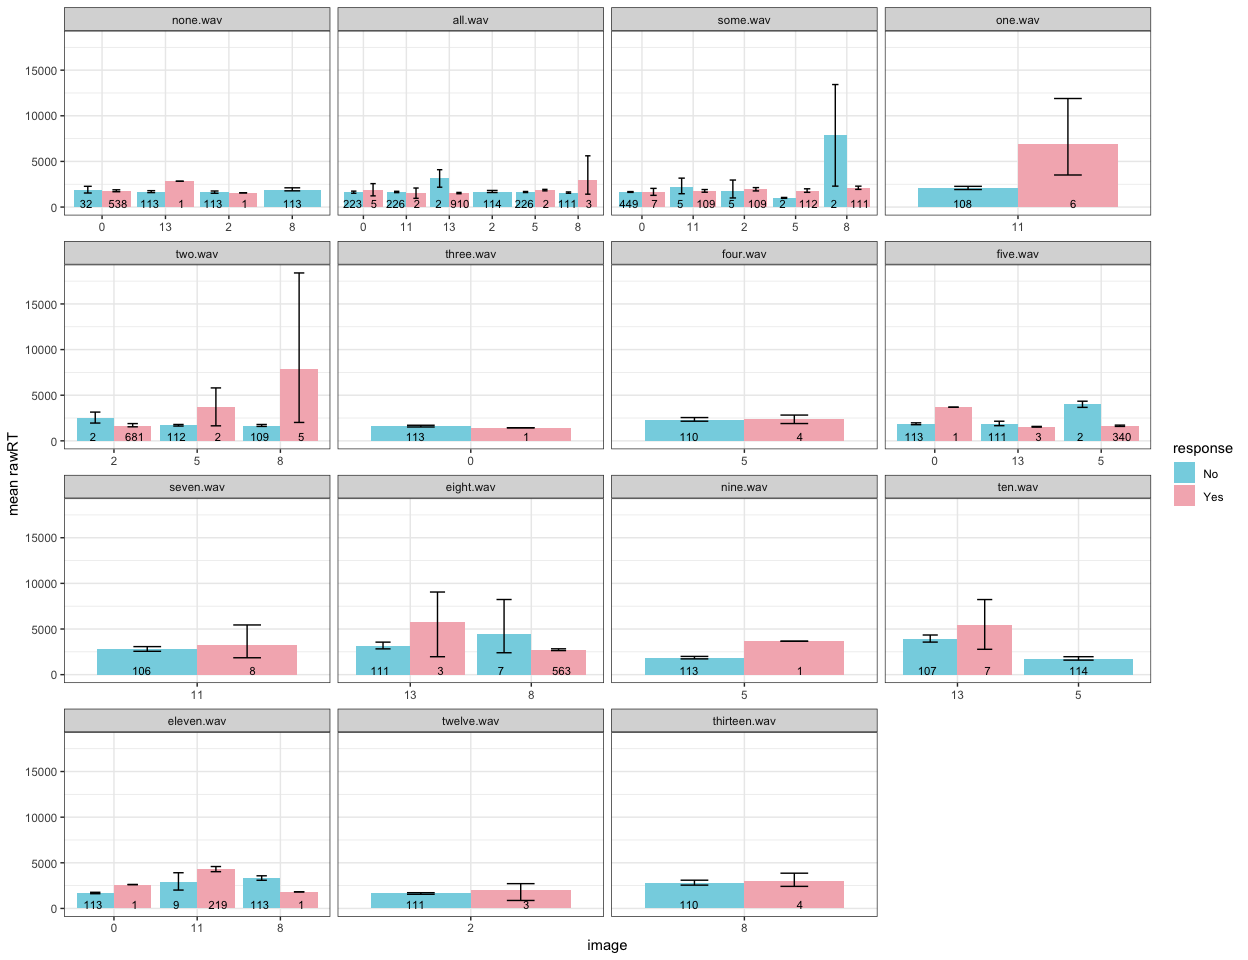 none.wav all.wav some.wav one.wav
15000
10000
5000
0
32 538 113 1 113 1 113 223 5 226 2 2 910 114 226 2 111 3 449 7 5 109 5 109 2 112 2 111 108 6
0 13 2 8 0 11 13 2 5 8 0 11 2 5 8 11
two.wav three.wav four.wav five.wav
15000
10000
5000
0
2 681 112 2 109 5 113 1 110 4 113 1 111 3 2 340
2 5 8 0 5 0 13 5
mean rawRT
response
No
Yes
seven.wav eight.wav nine.wav ten.wav
15000
10000
5000
0
106 8 111 3 7 563 113 1 107 7 114
11 13 8 5 13 5
eleven.wav twelve.wav thirteen.wav
15000
10000
5000
0
113 1 9 219 113 1 111 3 110 4
0 11 8 2 8
image